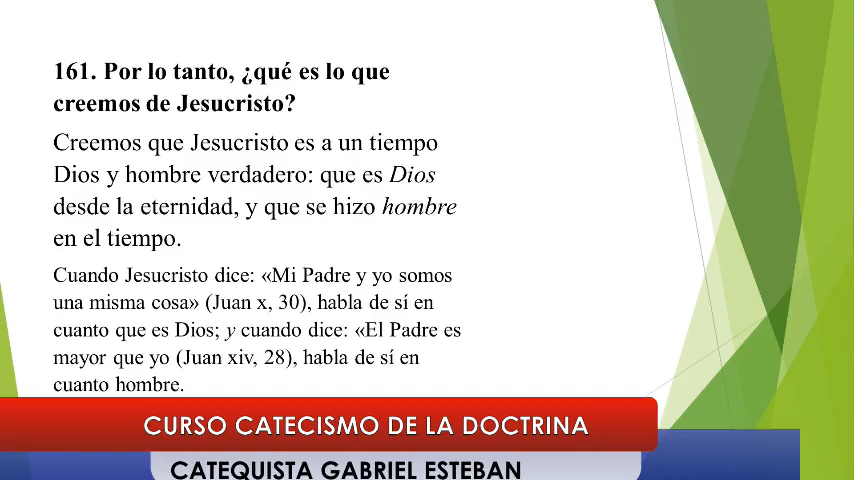 161. Por lo tanto, ¿qué es lo que
creemos de Jesucristo?
Creemos que Jesucristo es a un tiempo
Dios y hombre verdadero: que es Dios
desde la eternidad, y que se hizo hombre
en el tiempo.
Cuando Jesucristo dice: «Mi Padre y yo somos
una misma cosa» (Juan x, 30), habla de sí en
cuanto que es Dios; y cuando dice: «El Padre es
mayor que yo (Juan xiv, 28), habla de sí en
cuanto hombre.
CURSO CATECISMO DE LA DOCTRINA
CATEQUISTA GABRIEL ESTEBAN